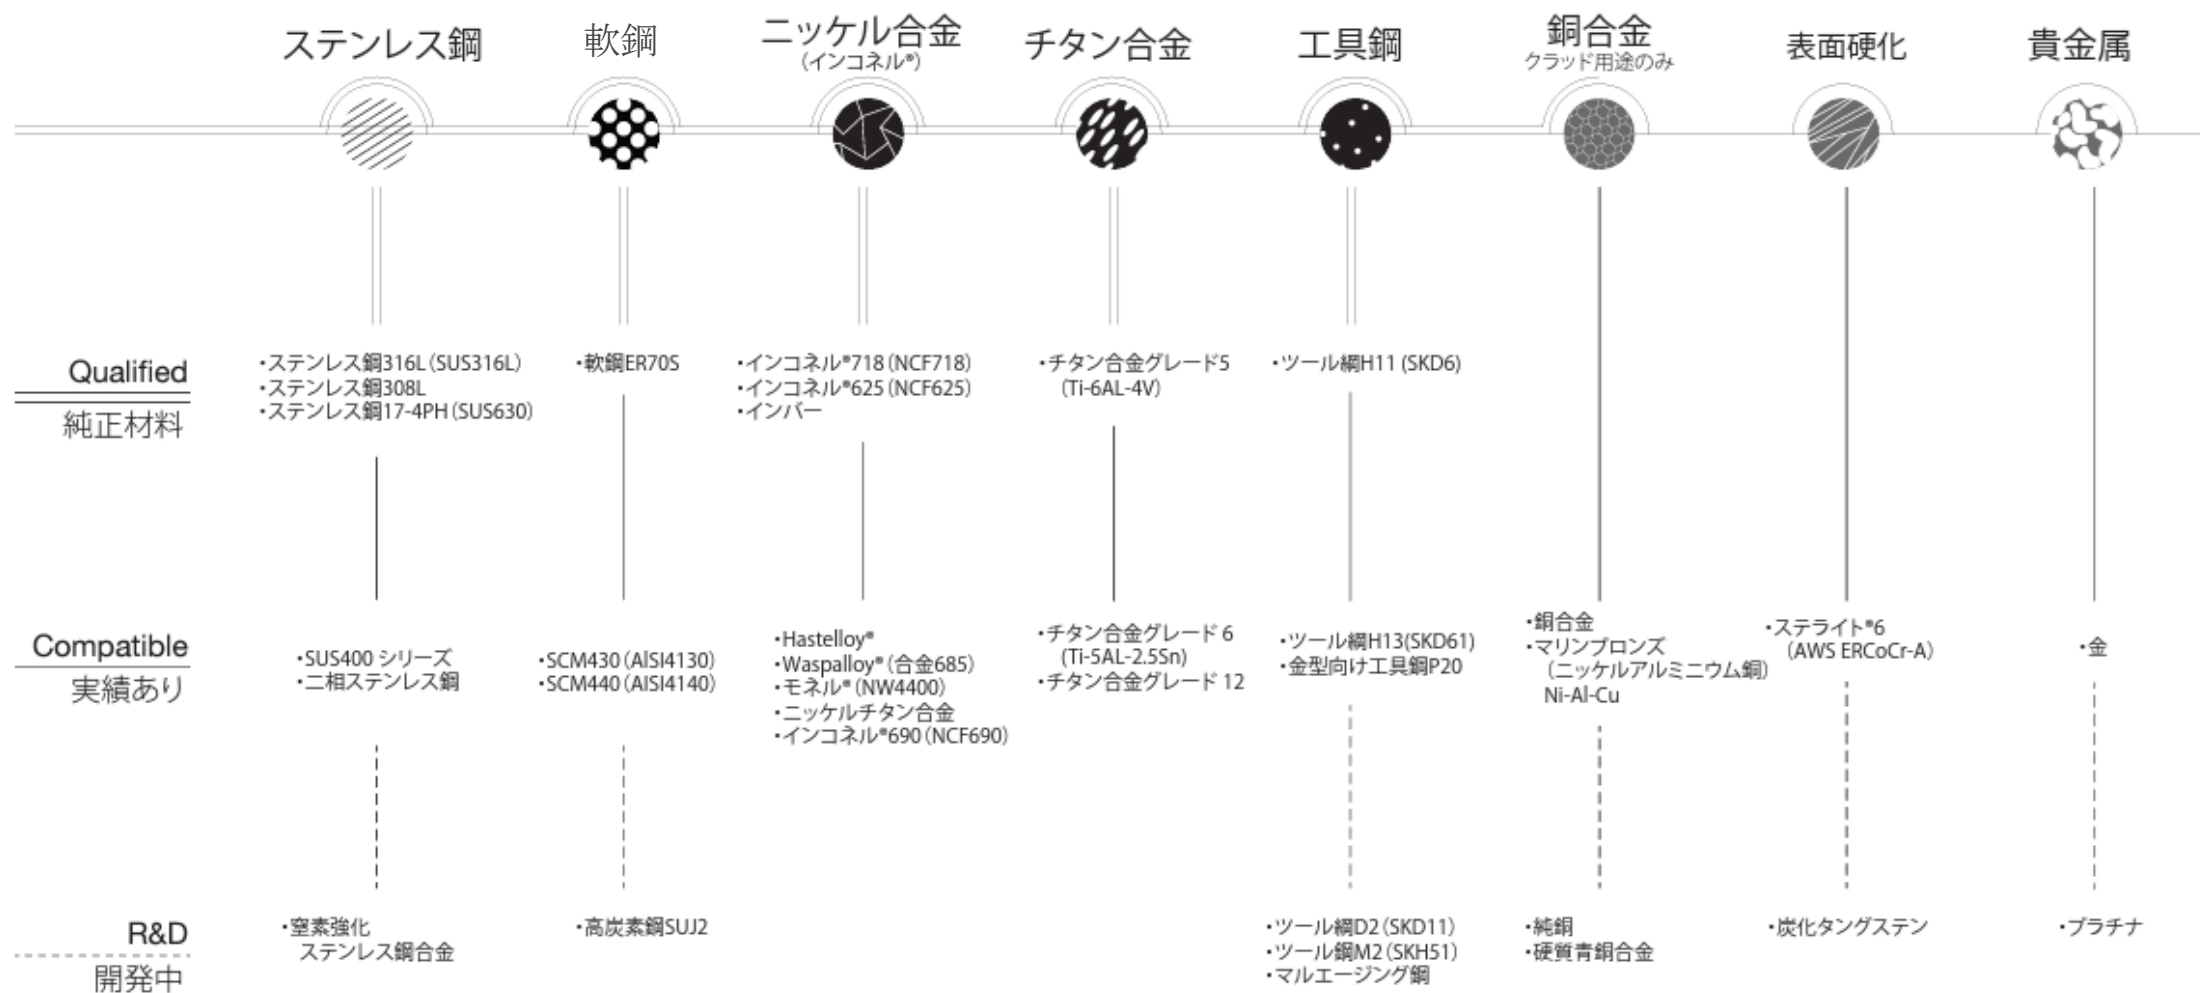 ステンレス鋼
軟鋼
ニッケル合金
(インコネル®)
チタン合金
工具鋼
銅合金
クラッド用途のみ
表面硬化
貴金属
Qualified
純正材料
・ステンレス鋼316L(SUS316L)
・ステンレス鋼308L
・ステンレス鋼17-4PH(SUS630)
・軟鋼ER70S
・インコネル®718(NCF718)
・インコネル®625(NCF625)
・インバー
・チタン合金グレード5
(Ti-6AL-4V)
・ツール綱H11 (SKD6)
Compatible
実績あり
・SUS400 シリーズ
・二相ステンレス鋼
・SCM430(AISI4130)
・SCM440(AISI4140)
・Hastelloy®
・Waspalloy®(合金685)
・モネル®(NW4400)
・ニッケルチタン合金
・インコネル®690(NCF690)
・チタン合金グレード 6
(Ti-5AL-2.5Sn)
・チタン合金グレード 12
・ツール綱H13(SKD61)
・金型向け工具鋼P20
・銅合金
・マリンブロンズ
(ニッケルアルミニウム銅)
Ni-Al-Cu
・ステライト®6
(AWS ERCoCr-A)
・金
R&D
開発中
・窒素強化
ステンレス鋼合金
・高炭素鋼SUJ2
・ツール綱D2(SKD11)
・ツール鋼M2(SKH51)
・マルエージング鋼
・純銅
・硬質青銅合金
・炭化タングステン
・プラチナ